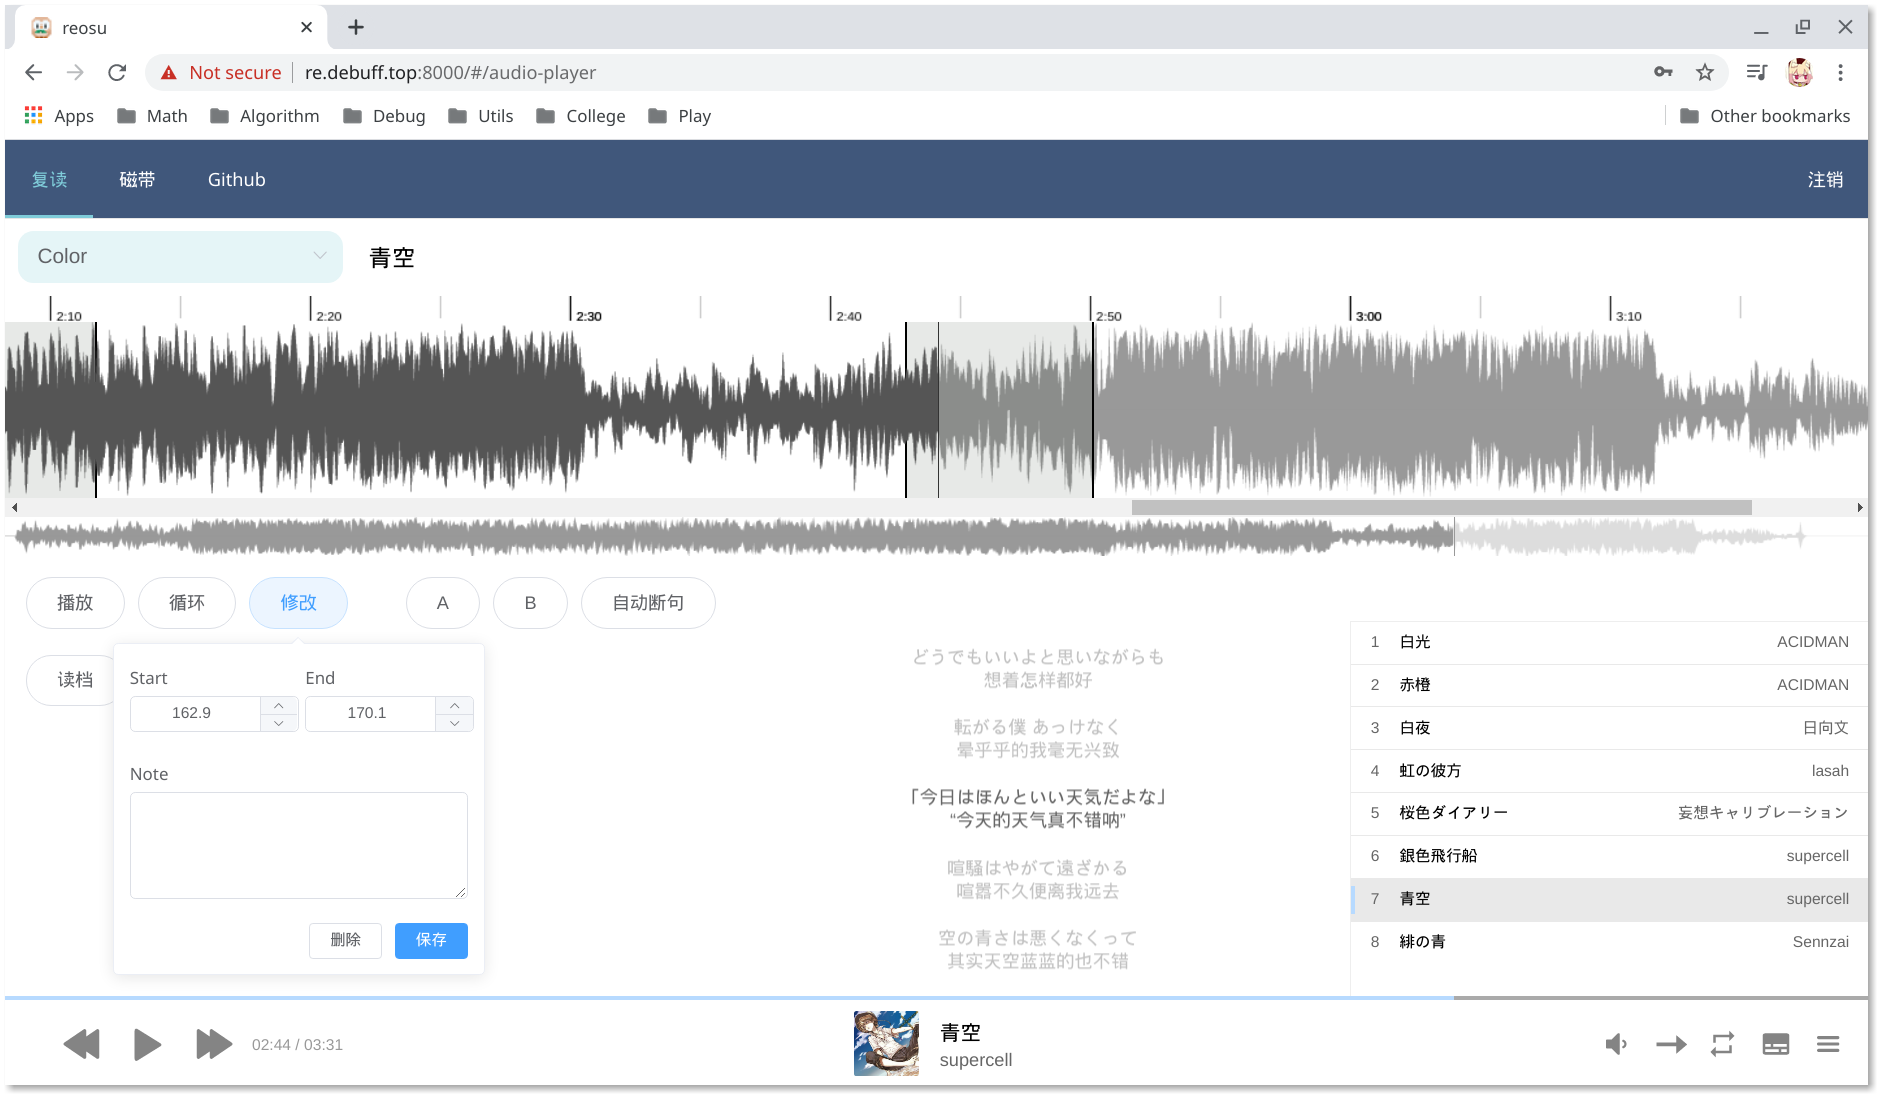 reosu
Not secure re.debuff.top:8000/#/audio-player
Apps Math Algorithm Debug Utils College Play Other bookmarks
复读 磁带 Github 注销
Color 青空
2:10 2:20 2:30 2:40 2:50 3:00 3:10
播放 循环 修改 A B 自动断句
读档
Start End
162.9 170.1
Note
删除 保存
どうでもいいよと思いながらも
想着怎样都好
転がる僕 あっけなく
晕乎乎的我毫无兴致
「今日はほんといい天気だよな」
“今天的天气真不错呐”
喧騒はやがて遠ざかる
喧嚣不久便离我远去
空の青さは悪くなくって
其实天空蓝蓝的也不错
1 白光 ACIDMAN
2 赤橙 ACIDMAN
3 白夜 日向文
4 虹の彼方 lasah
5 桜色ダイアリー 妄想キャリブレーション
6 銀色飛行船 supercell
7 青空 supercell
8 緋の青 Sennzai
02:44 / 03:31
青空
supercell